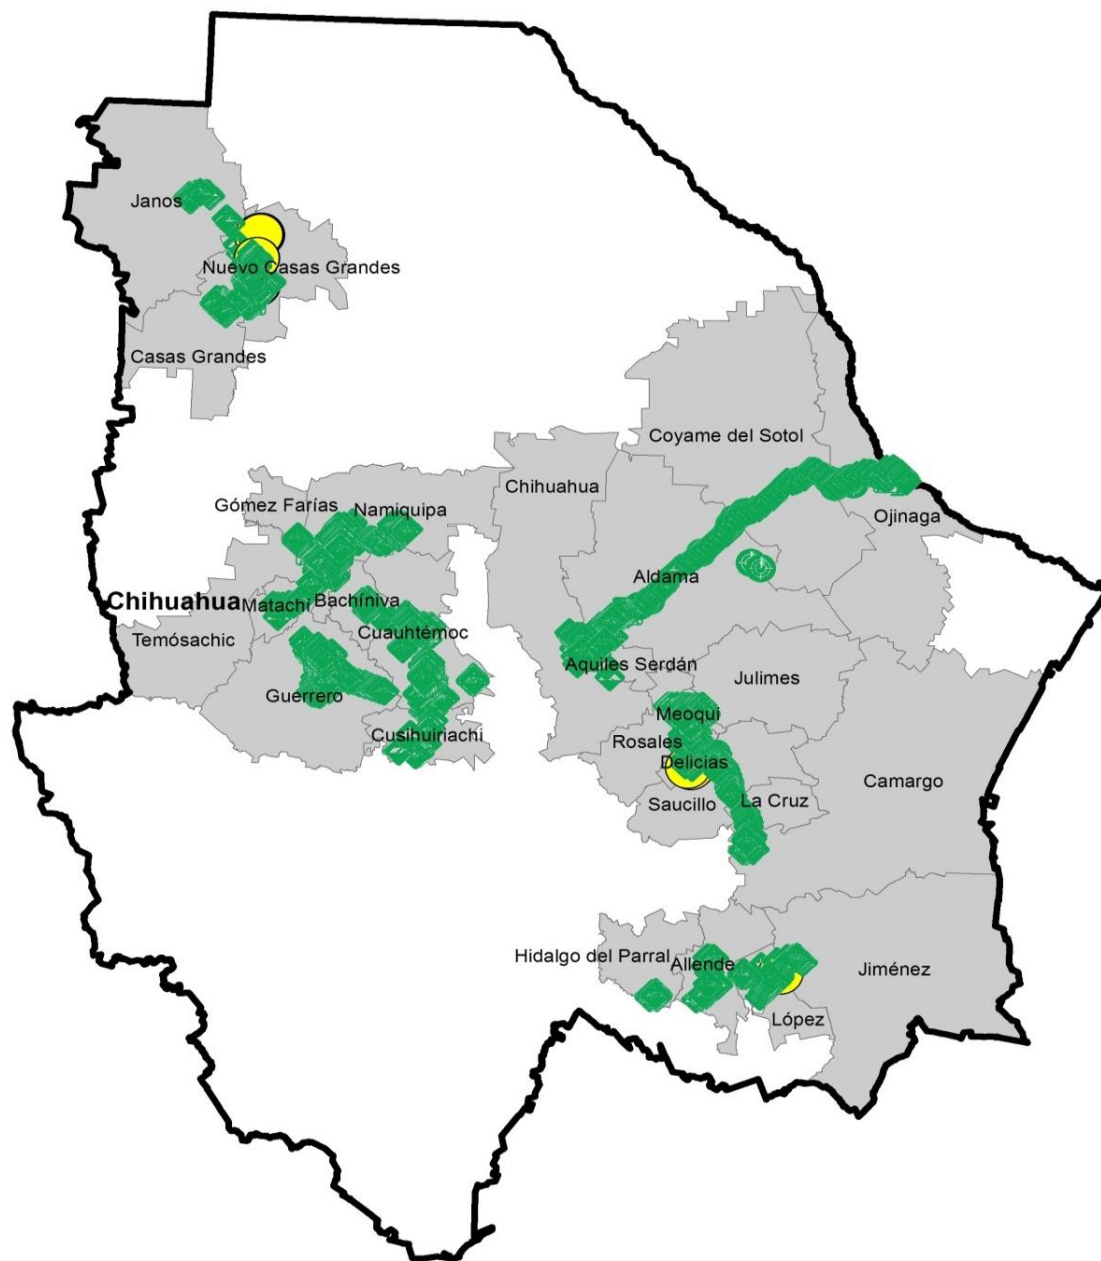 Janos
Nuevo Casas Grandes
Casas Grandes
Coyame del Sotol
Chihuahua
Gómez Farías
Namiquipa
Ojinaga
Aldama
Chihuahua
Matachí
Bachíniva
Temósachic
Cuauhtémoc
Aquiles Serdán
Julimes
Guerrero
Meoqui
Cusihuiriachi
Rosales
Delicias
Camargo
Saucillo
La Cruz
Hidalgo del Parral
Allende
Jiménez
López